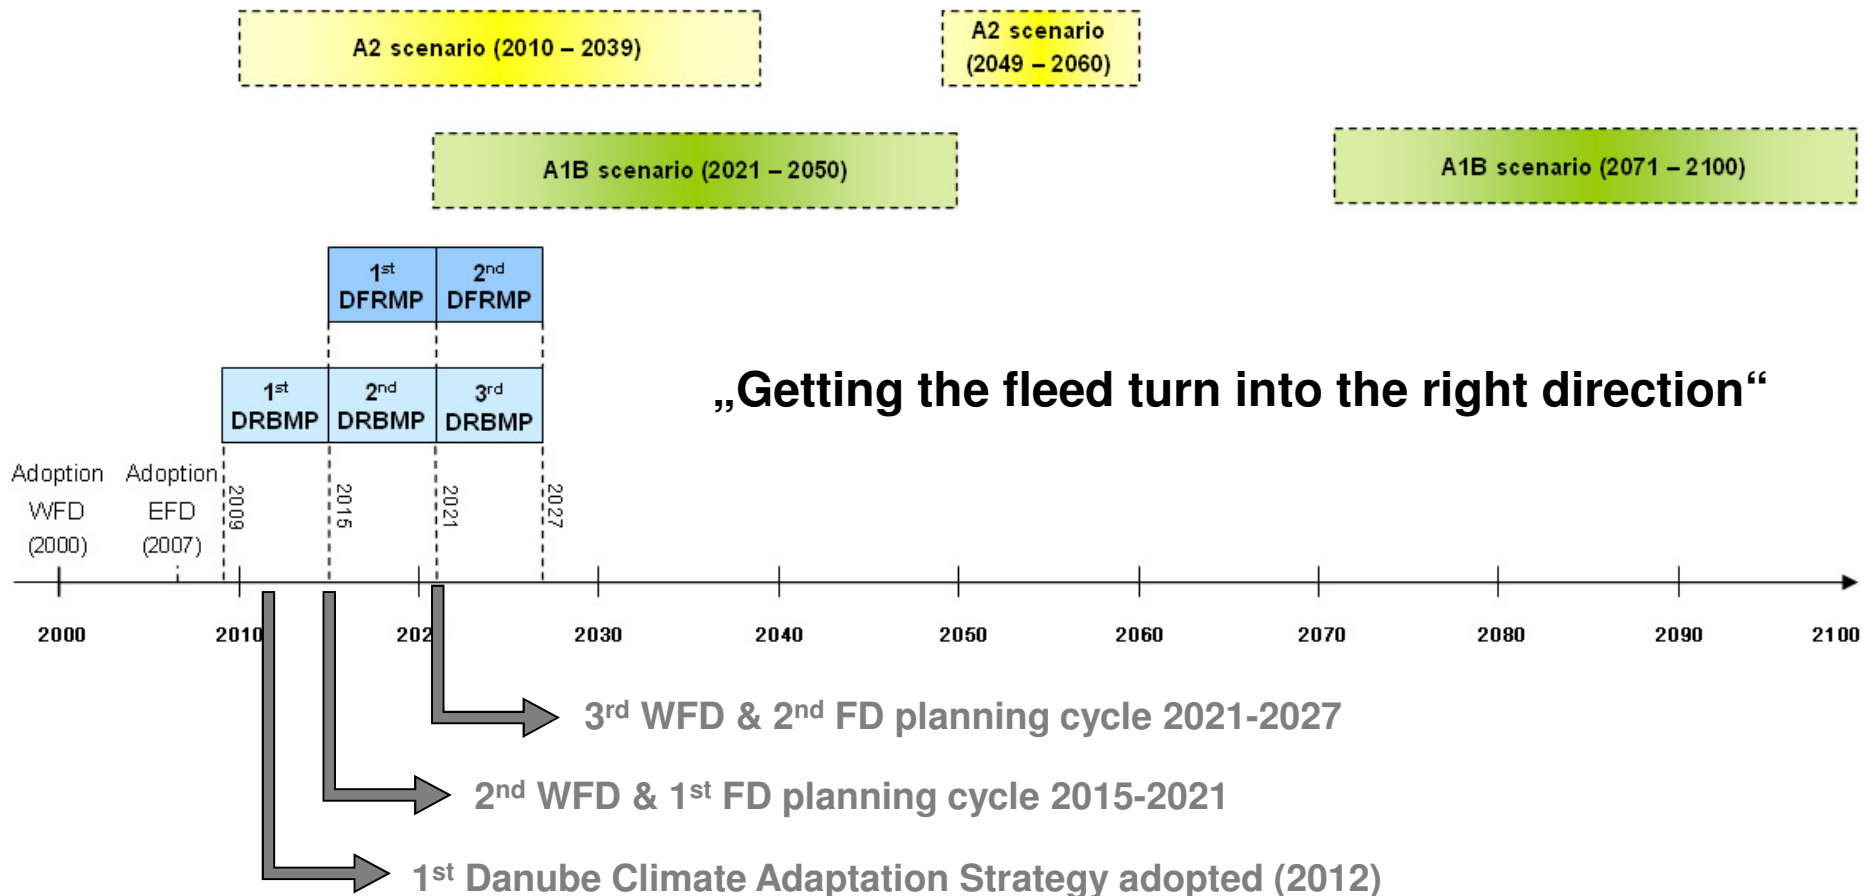 A2 scenario (2010 – 2039)
A2 scenario
(2049 – 2060)
A1B scenario (2021 – 2050)
A1B scenario (2071 – 2100)
1st
DFRMP
2nd
DFRMP
1st
DRBMP
2nd
DRBMP
3rd
DRBMP
„Getting the fleed turn into the right direction“
Adoption
WFD
(2000)
Adoption
EFD
(2007)
2009
2015
2021
2027
2000
2010
202
2030
2040
2050
2060
2070
2080
2090
2100
3rd WFD & 2nd FD planning cycle 2021-2027
2nd WFD & 1st FD planning cycle 2015-2021
1st Danube Climate Adaptation Strategy adopted (2012)